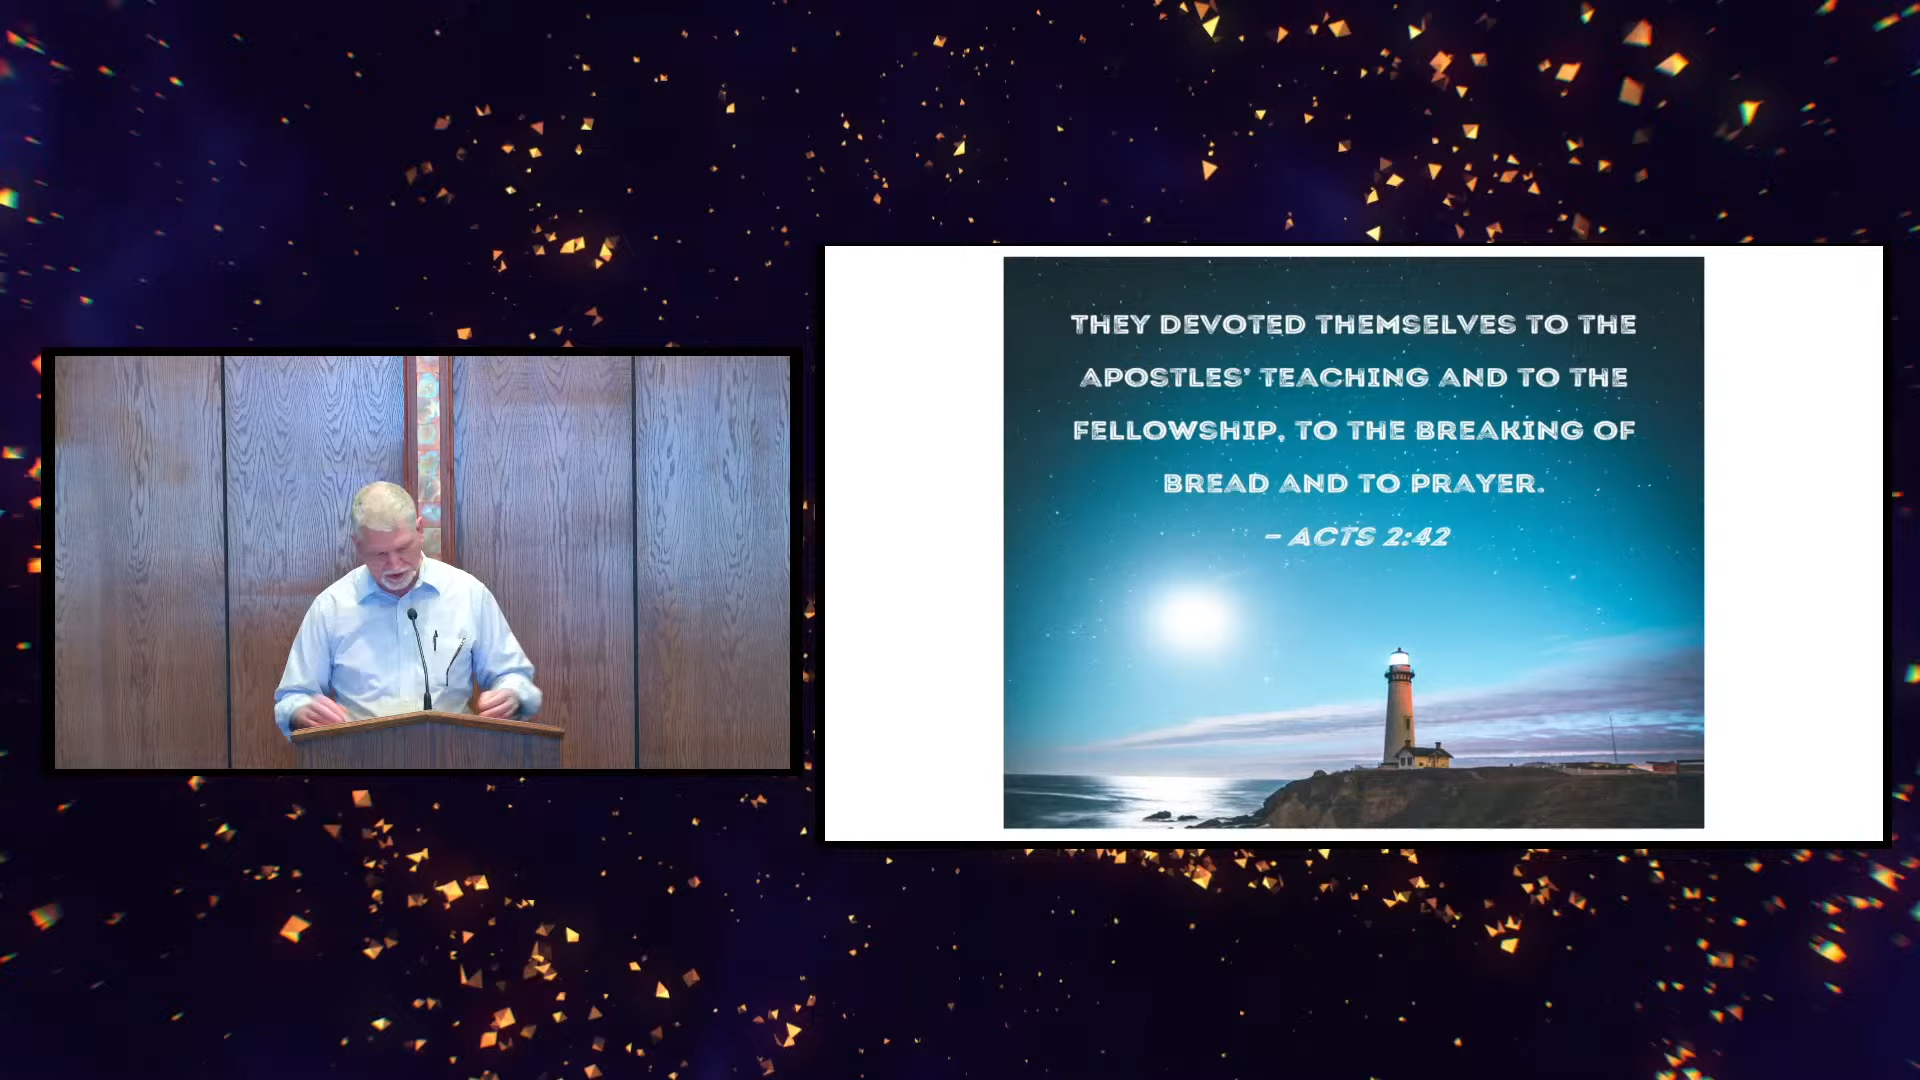 THEY DEVOTED THEMSELVES TO THE
APOSTLES' TEACHING AND TO THE
FELLOWSHIP, TO THE BREAKING OF
BREAD AND TO PRAYER.
– ACTS 2:42